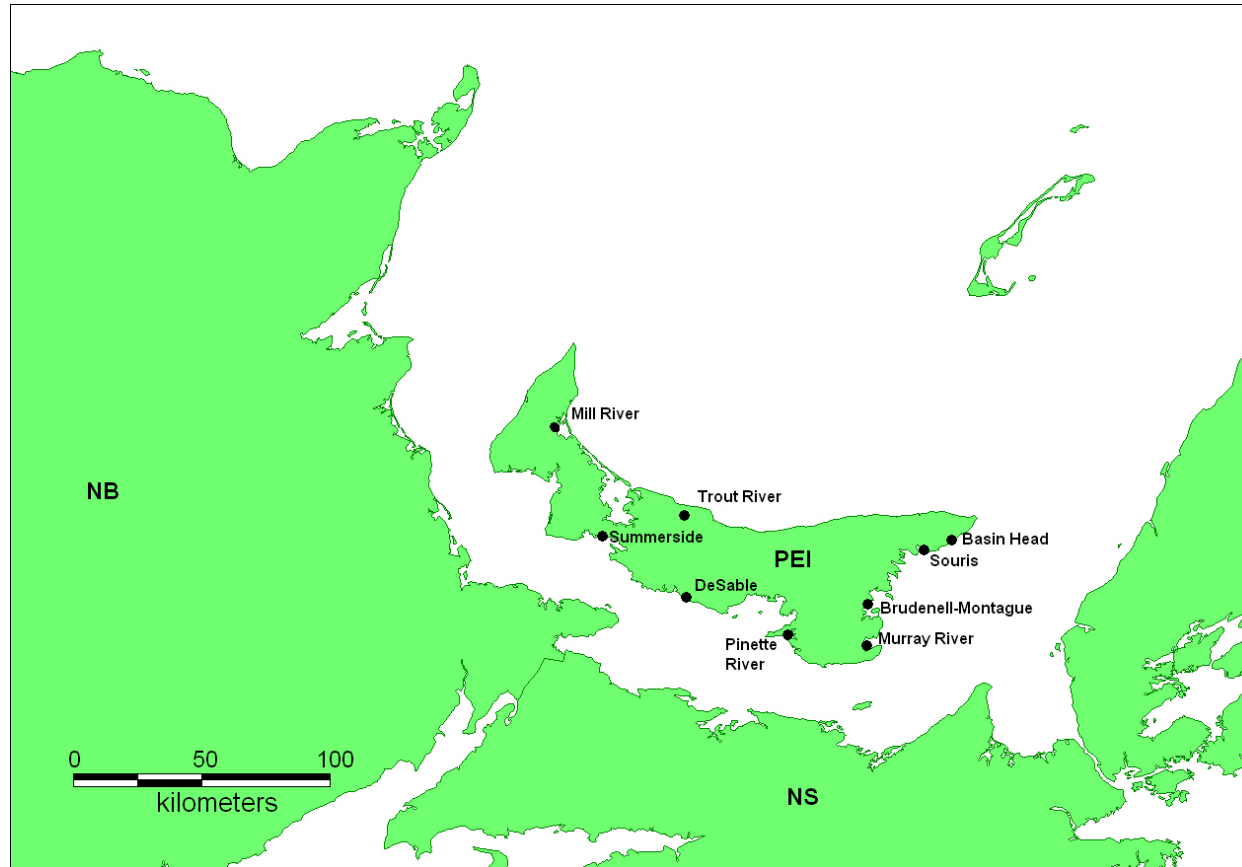 Mill River
NB
Trout River
Summerside
PEI
Basin Head
Souris
DeSable
Brudenell-Montague
Pinette
River
Murray River
0 50 100
kilometers
NS